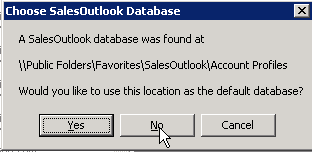 Choose SalesOutlook Database
A SalesOutlook database was found at
\\Public Folders\Favorites\SalesOutlook\Account Profiles
Would you like to use this location as the default database?
Yes
No
Cancel